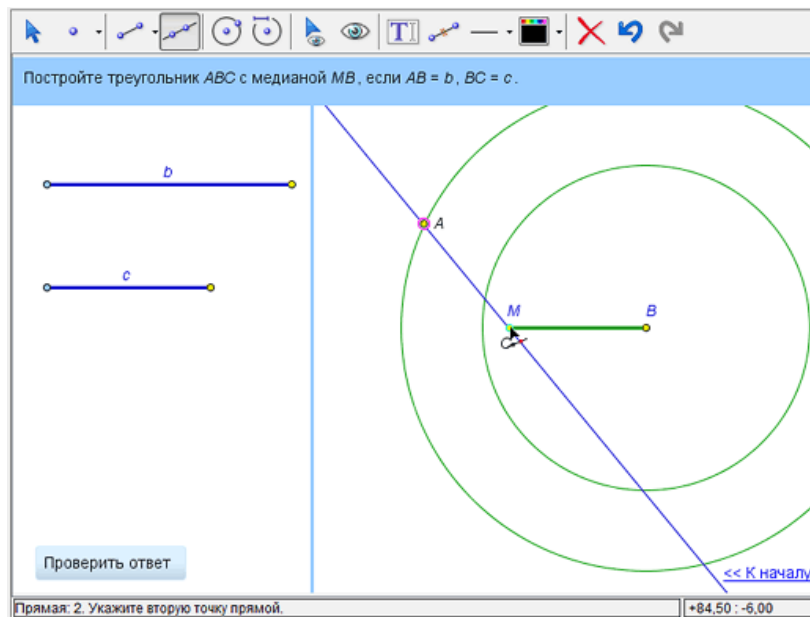 Постройте треугольник ABC с медианой MB, если AB = b, BC = c.
b
c
A
M
B
Проверить ответ
<< К началу
Прямая: 2. Укажите вторую точку прямой.
+84,50 : -6,00